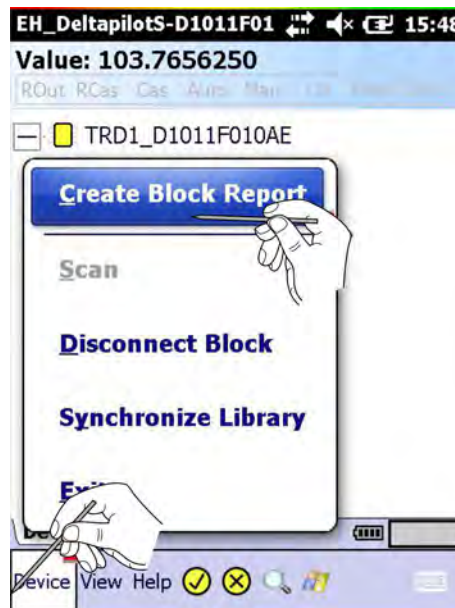 EH_DeltapilotS-D1011F01 15:48
Value: 103.7656250
ROut RCas Cas Auto Man
TRD1_D1011F010AE
Create Block Report
Scan
Disconnect Block
Synchronize Library
Device View Help